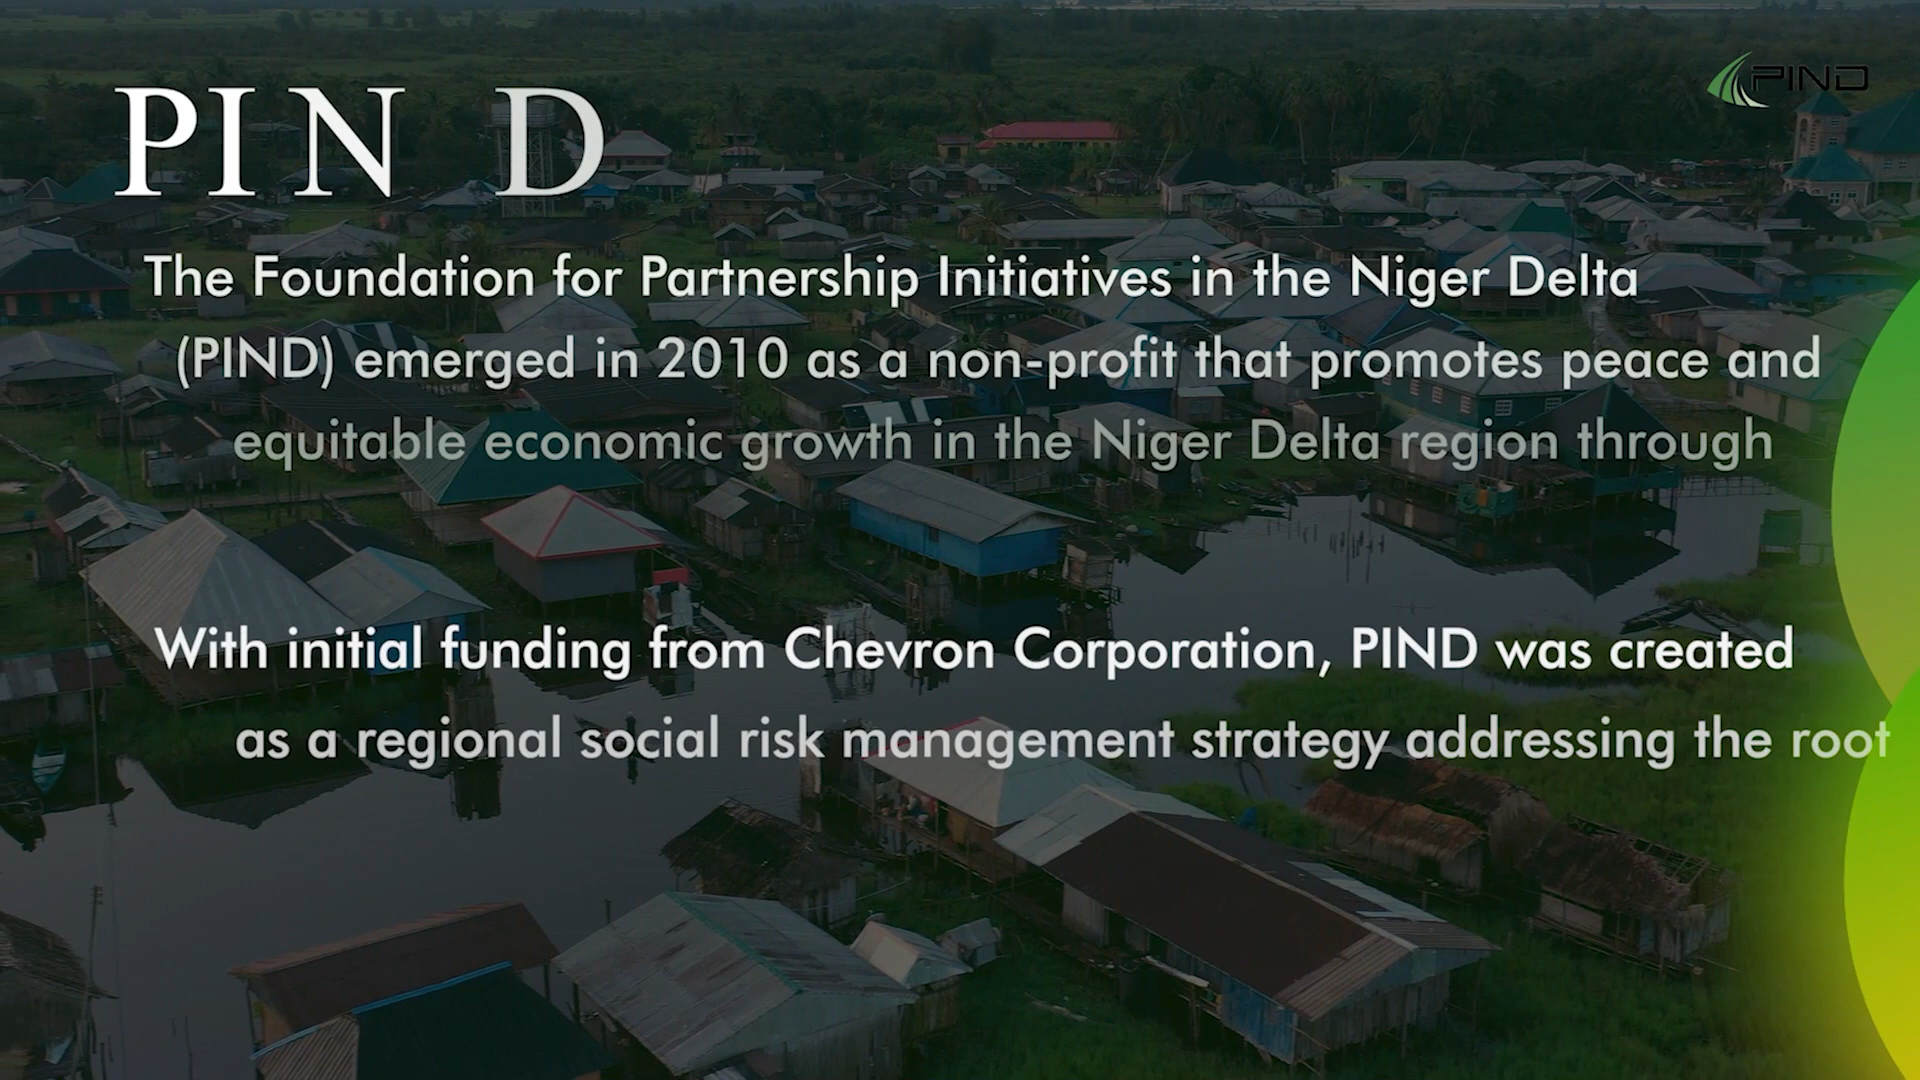 PIN D
PIND
The Foundation for Partnership Initiatives in the Niger Delta
(PIND) emerged in 2010 as a non-profit that promotes peace and
equitable economic growth in the Niger Delta region through
With initial funding from Chevron Corporation, PIND was created
as a regional social risk management strategy addressing the root